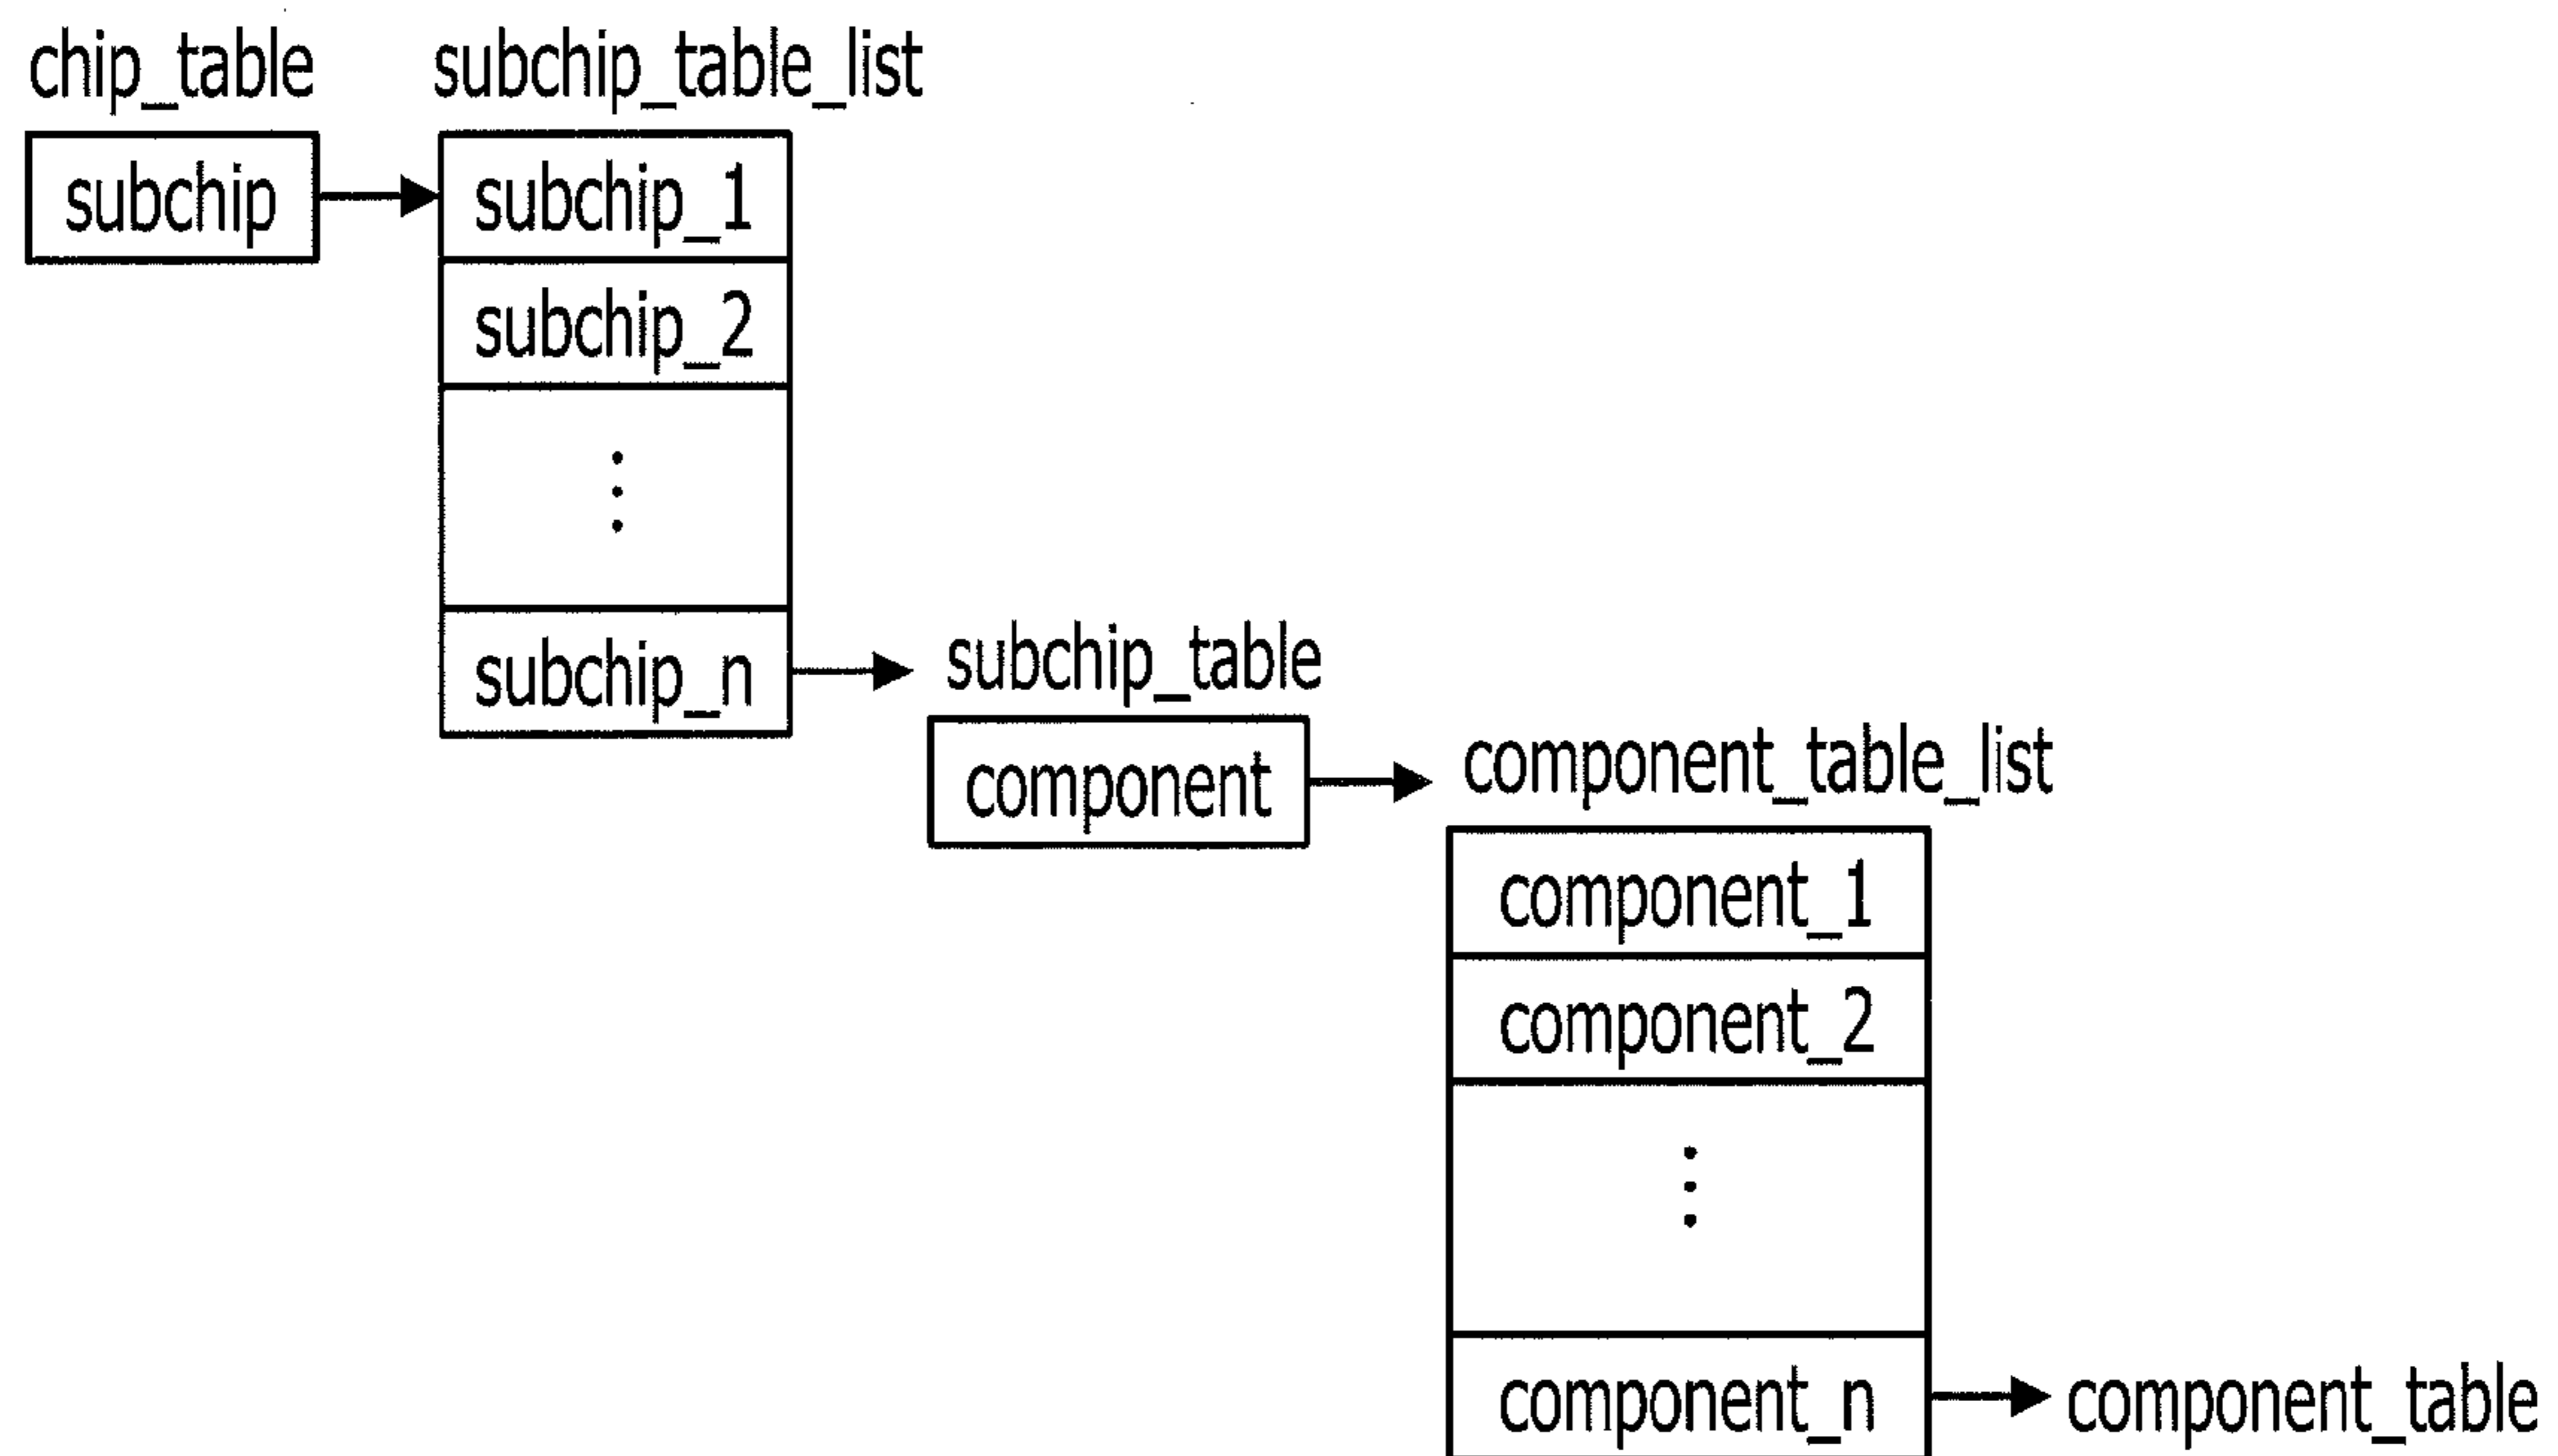 chip_table
subchip_table_list
subchip
subchip_1
subchip_2
subchip_n
subchip_table
component
component_table_list
component_1
component_2
component_n
component_table